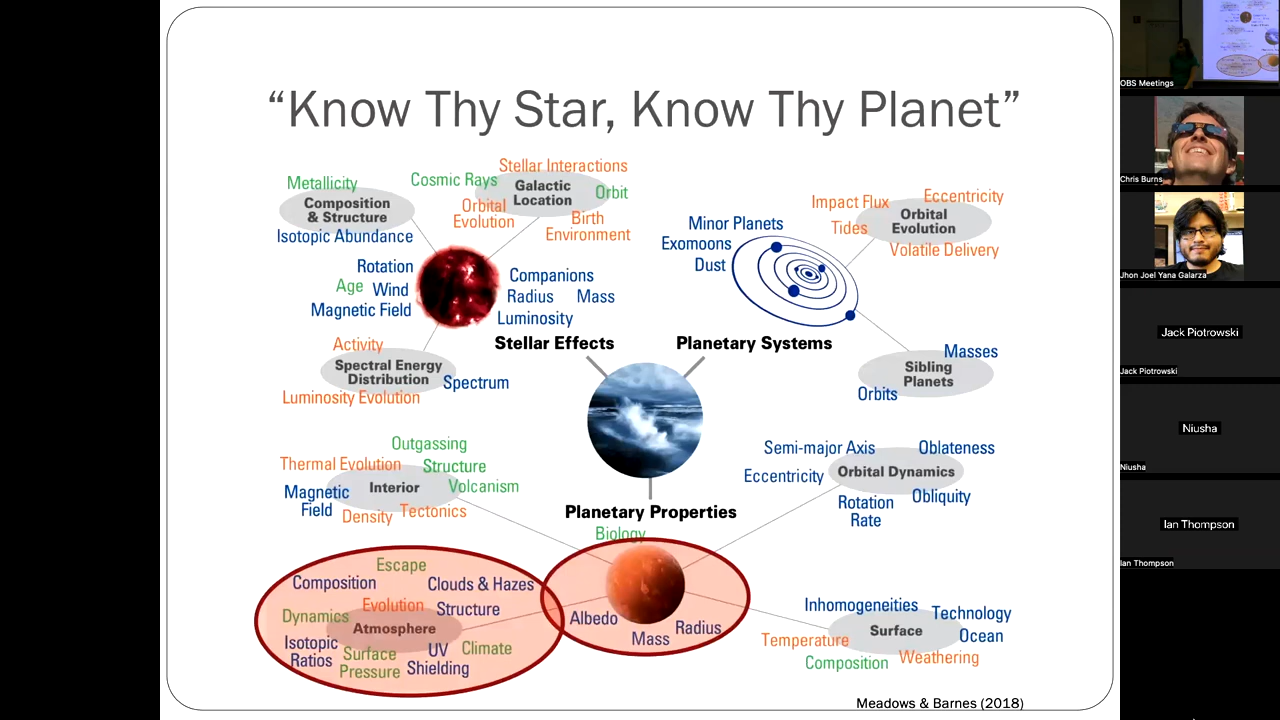 “Know Thy Star, Know Thy Planet”
Stellar Interactions
Metallicity
Cosmic Rays
Galactic
Location
Orbit
Composition
& Structure
Orbital
Evolution
Birth
Environment
Isotopic Abundance
Rotation
Age
Wind
Magnetic Field
Companions
Radius
Mass
Luminosity
Activity
Stellar Effects
Spectral Energy
Distribution
Spectrum
Luminosity Evolution
Impact Flux
Eccentricity
Orbital
Evolution
Tides
Volatile Delivery
Minor Planets
Exomoons
Dust
Planetary Systems
Masses
Sibling
Planets
Orbits
Outgassing
Thermal Evolution
Structure
Interior
Volcanism
Magnetic
Field
Density
Tectonics
Semi-major Axis
Oblateness
Eccentricity
Orbital Dynamics
Rotation
Rate
Obliquity
Planetary Properties
Biology
Escape
Composition
Clouds & Hazes
Evolution
Structure
Dynamics
Atmosphere
Isotopic
Ratios
Surface
Pressure
UV
Shielding
Climate
Albedo
Mass
Radius
Inhomogeneities
Technology
Surface
Ocean
Temperature
Composition
Weathering
Meadows & Barnes (2018)
OBS Meetings
Chris Burns
Jhon Joel Yana Galarza
Jack Piotrowski
Jack Piotrowski
Niusha
Niusha
Ian Thompson
Ian Thompson